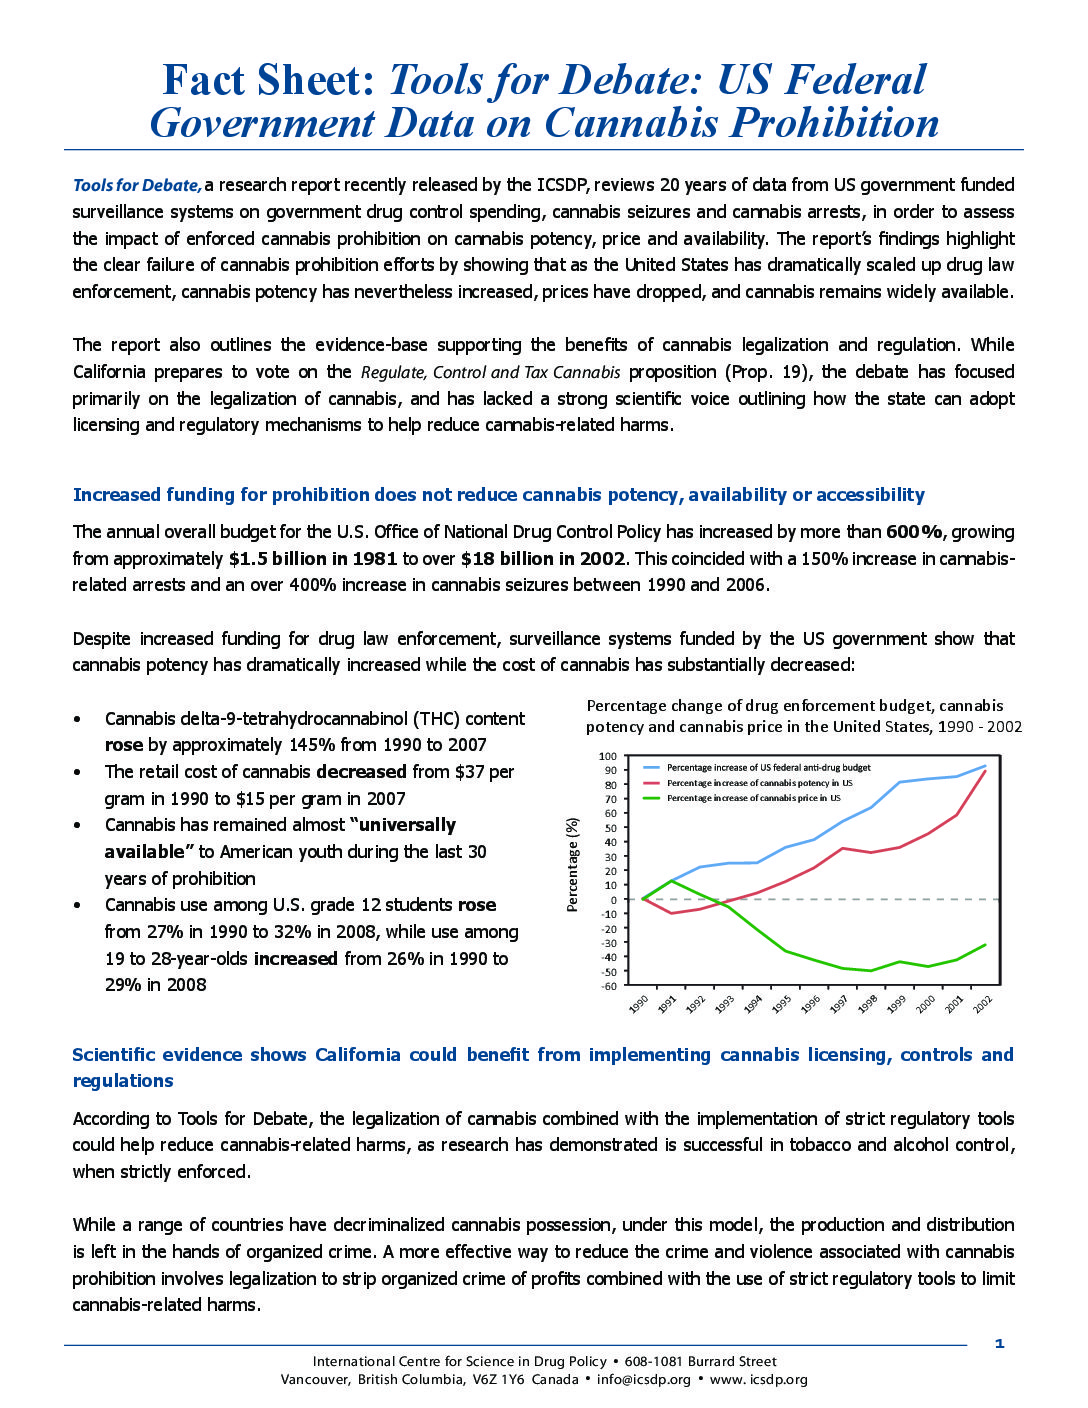 Fact Sheet: Tools for Debate: US Federal
Government Data on Cannabis Prohibition
Tools for Debate, a research report recently released by the ICSDP, reviews 20 years of data from US government funded
surveillance systems on government drug control spending, cannabis seizures and cannabis arrests, in order to assess
the impact of enforced cannabis prohibition on cannabis potency, price and availability. The report's findings highlight
the clear failure of cannabis prohibition efforts by showing that as the United States has dramatically scaled up drug law
enforcement, cannabis potency has nevertheless increased, prices have dropped, and cannabis remains widely available.
The report also outlines the evidence-base supporting the benefits of cannabis legalization and regulation. While
California prepares to vote on the Regulate, Control and Tax Cannabis proposition (Prop. 19), the debate has focused
primarily on the legalization of cannabis, and has lacked a strong scientific voice outlining how the state can adopt
licensing and regulatory mechanisms to help reduce cannabis-related harms.
Increased funding for prohibition does not reduce cannabis potency, availability or accessibility
The annual overall budget for the U.S. Office of National Drug Control Policy has increased by more than 600%, growing
from approximately $1.5 billion in 1981 to over $18 billion in 2002. This coincided with a 150% increase in cannabis-
related arrests and an over 400% increase in cannabis seizures between 1990 and 2006.
Despite increased funding for drug law enforcement, surveillance systems funded by the US government show that
cannabis potency has dramatically increased while the cost of cannabis has substantially decreased:
• Cannabis delta-9-tetrahydrocannabinol (THC) content
rose by approximately 145% from 1990 to 2007
• The retail cost of cannabis decreased from $37 per
gram in 1990 to $15 per gram in 2007
• Cannabis has remained almost "universally
available" to American youth during the last 30
years of prohibition
• Cannabis use among U.S. grade 12 students rose
from 27% in 1990 to 32% in 2008, while use among
19 to 28-year-olds increased from 26% in 1990 to
29% in 2008
Percentage change of drug enforcement budget, cannabis
potency and cannabis price in the United States, 1990 - 2002
Percentage increase of US federal anti-drug budget
Percentage increase of cannabis potency in US
Percentage increase of cannabis price in US
Percentage (%)
100
90
80
70
60
50
40
30
20
10
0
-10
-20
-30
-40
-50
-60
1990 1991 1992 1993 1994 1995 1996 1997 1998 1999 2000 2001 2002
Scientific evidence shows California could benefit from implementing cannabis licensing, controls and
regulations
According to Tools for Debate, the legalization of cannabis combined with the implementation of strict regulatory tools
could help reduce cannabis-related harms, as research has demonstrated is successful in tobacco and alcohol control,
when strictly enforced.
While a range of countries have decriminalized cannabis possession, under this model, the production and distribution
is left in the hands of organized crime. A more effective way to reduce the crime and violence associated with cannabis
prohibition involves legalization to strip organized crime of profits combined with the use of strict regulatory tools to limit
cannabis-related harms.
1
International Centre for Science in Drug Policy • 608-1081 Burrard Street
Vancouver, British Columbia, V6Z 1Y6 Canada • info@icsdp.org • www. icsdp.org